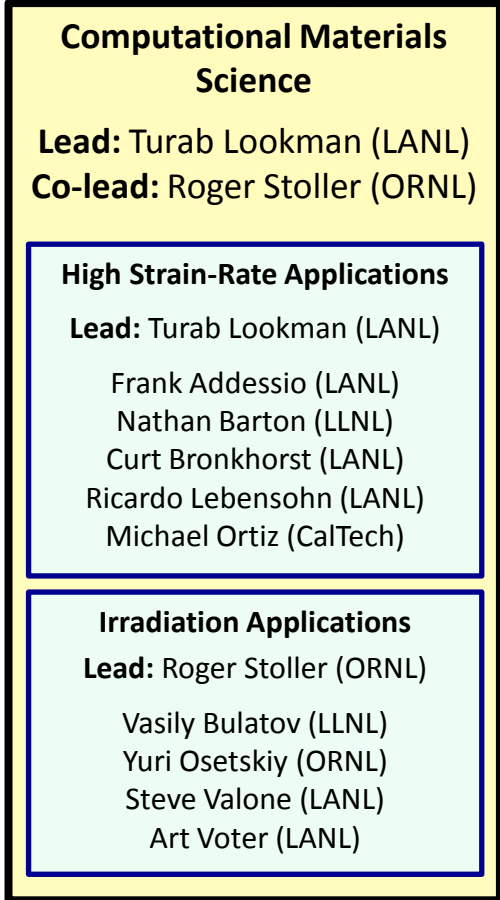 Computational Materials
Science
Lead: Turab Lookman (LANL)
Co-lead: Roger Stoller (ORNL)
High Strain-Rate Applications
Lead: Turab Lookman (LANL)
Frank Addessio (LANL)
Nathan Barton (LLNL)
Curt Bronkhorst (LANL)
Ricardo Lebensohn (LANL)
Michael Ortiz (CalTech)
Irradiation Applications
Lead: Roger Stoller (ORNL)
Vasily Bulatov (LLNL)
Yuri Osetskiy (ORNL)
Steve Valone (LANL)
Art Voter (LANL)